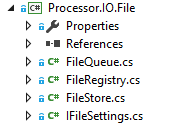 C# Processor.IO.File
Properties
References
C# FileQueue.cs
C# FileRegistry.cs
C# FileStore.cs
C# IFileSettings.cs